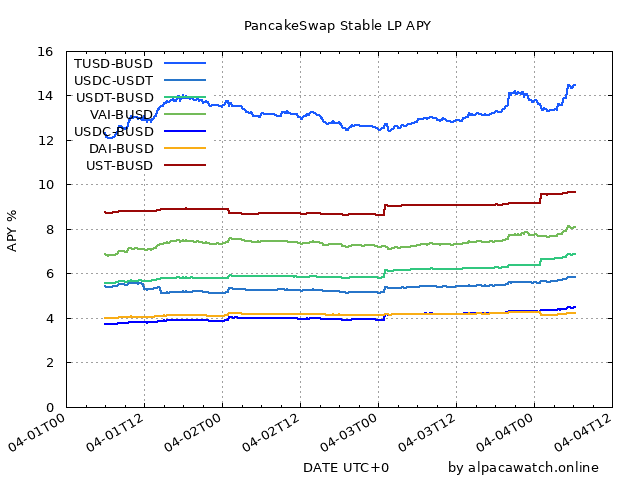 PancakeSwap Stable LP APY
APY %
16
14
12
10
8
6
4
2
0
TUSD-BUSD
USDC-USDT
USDT-BUSD
VAI-BUSD
USDC-BUSD
DAI-BUSD
UST-BUSD
04-01T00
04-01T12
04-02T00
04-02T12
04-03T00
04-03T12
04-04T00
04-04T12
DATE UTC+0
by alpacawatch.online